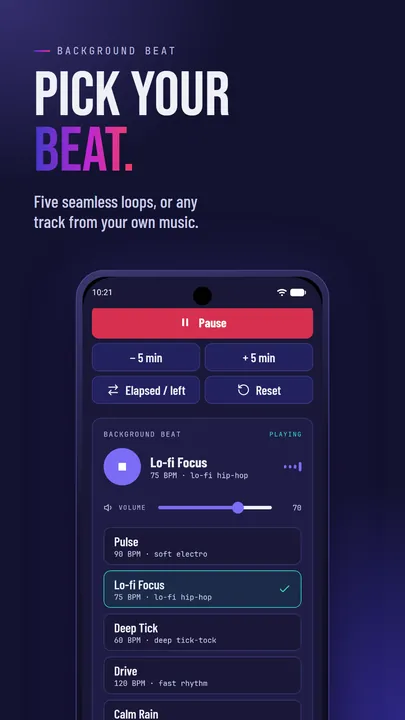 BACKGROUND BEAT
PICK YOUR
BEAT.
Five seamless loops, or any
track from your own music.
10:21
Pause
– 5 min
+ 5 min
Elapsed / left
Reset
BACKGROUND BEAT
PLAYING
Lo-fi Focus
75 BPM · lo-fi hip-hop
VOLUME
70
Pulse
90 BPM · soft electro
Lo-fi Focus
75 BPM · lo-fi hip-hop
Deep Tick
60 BPM · deep tick-tock
Drive
120 BPM · fast rhythm
Calm Rain